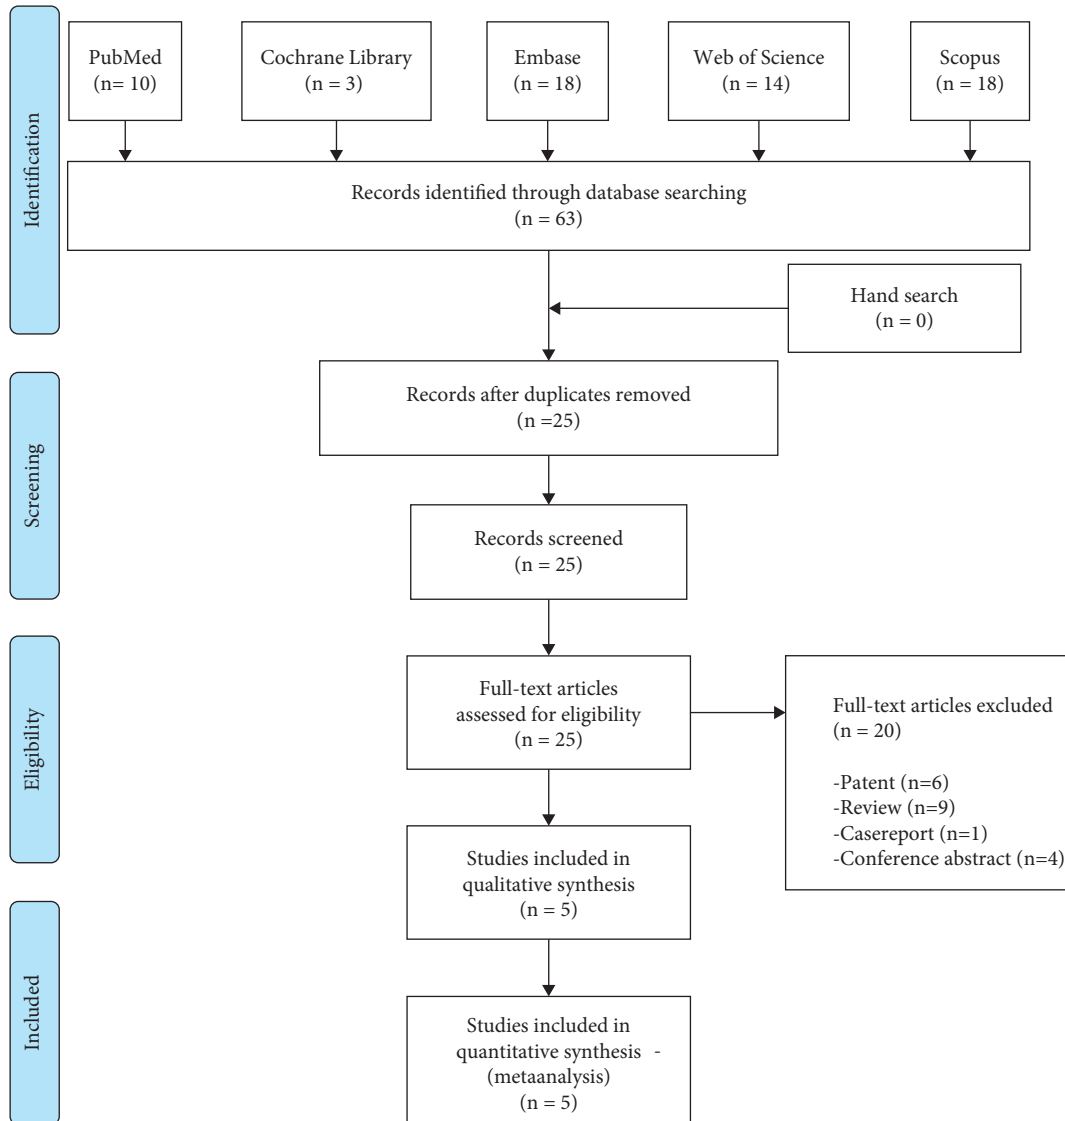 Identification
PubMed
(n= 10)
Cochrane Library
(n = 3)
Embase
(n = 18)
Web of Science
(n = 14)
Scopus
(n = 18)
Records identified through database searching
(n = 63)
Hand search
(n = 0)
Screening
Records after duplicates removed
(n =25)
Records screened
(n = 25)
Eligibility
Full-text articles
assessed for eligibility
(n = 25)
Full-text articles excluded
(n = 20)
-Patent (n=6)
-Review (n=9)
-Casereport (n=1)
-Conference abstract (n=4)
Studies included in
qualitative synthesis
(n = 5)
Included
Studies included in
quantitative synthesis -
(metaanalysis)
(n = 5)